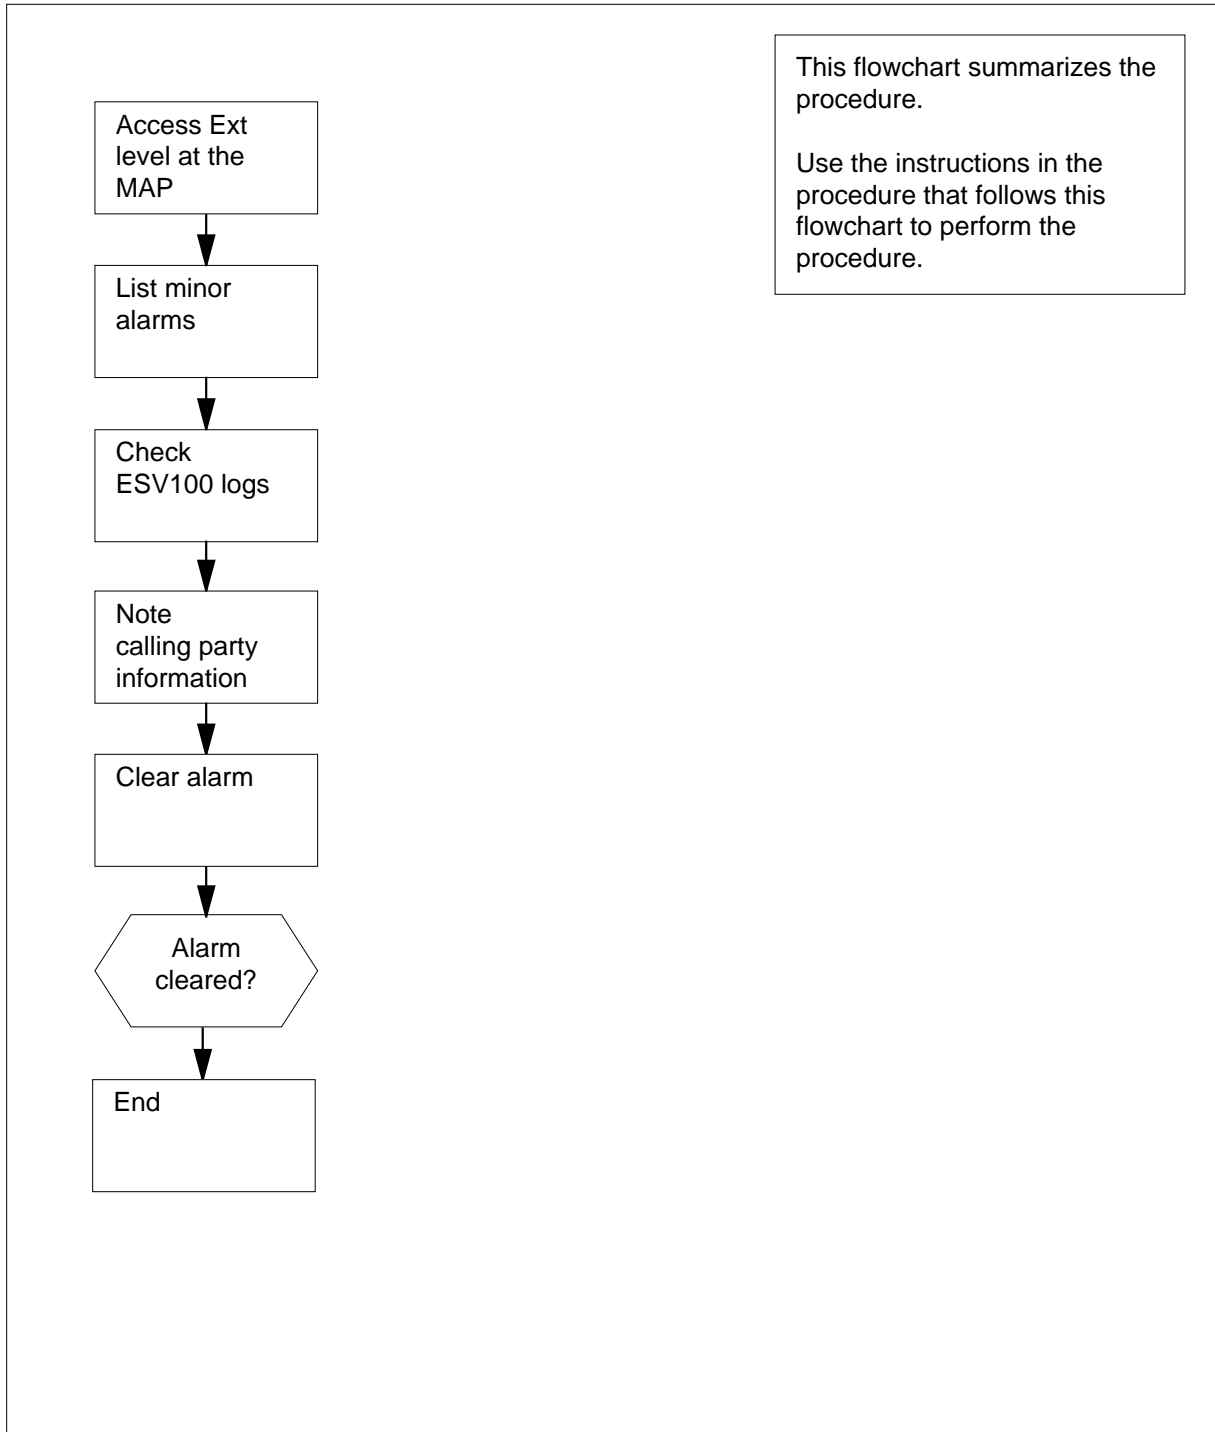 This flowchart summarizes the
procedure.
Use the instructions in the
procedure that follows this
flowchart to perform the
procedure.
Access Ext
level at the
MAP
List minor
alarms
Check
ESV100 logs
Note
calling party
information
Clear alarm
Alarm
cleared?
End